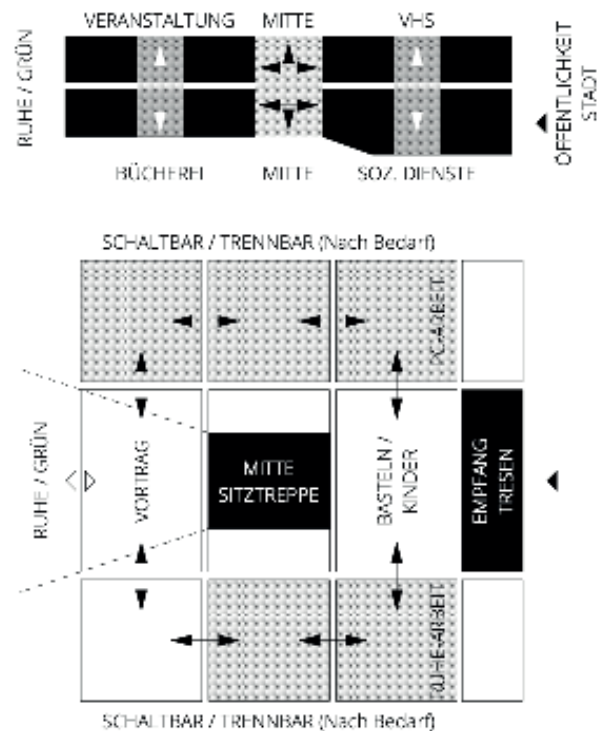 VERANSTALTUNG MITTE VHS
RUHE / GRÜN
ÖFFENTLICHKEIT
STADT
BÜCHEREI MITTE SOZ. DIENSTE
SCHALTBAR / TRENNBAR (Nach Bedarf)
PC-ARBEIT
RUHE / GRÜN
VORTRAG
MITTE
SITZTREPPE
BASTELN /
KINDER
EMPFANG
TRESEN
RUHE-ARBEIT
SCHALTBAR / TRENNBAR (Nach Bedarf)